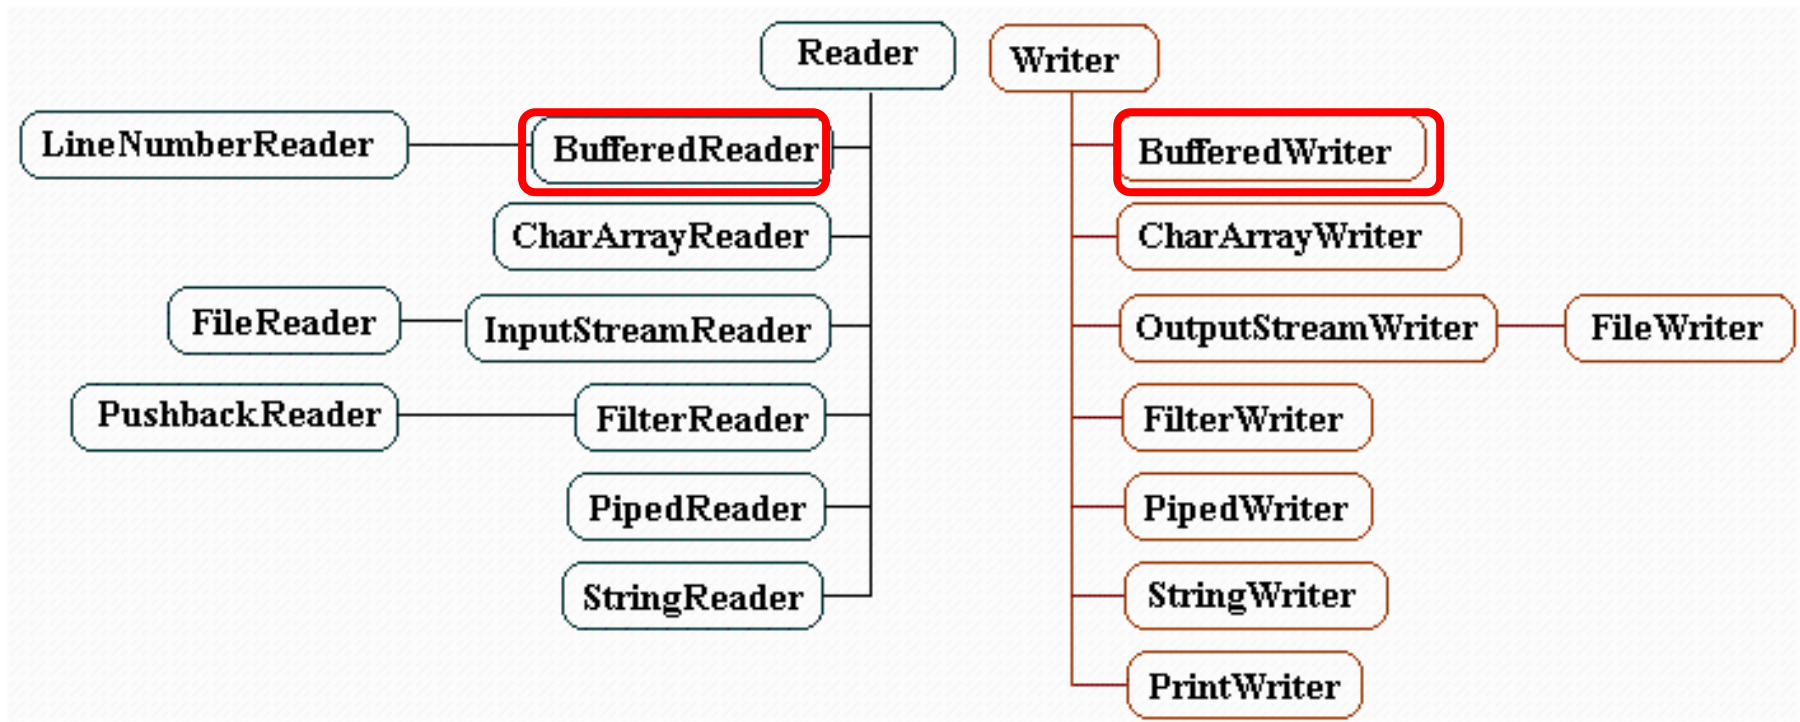 Reader
Writer
LineNumberReader
BufferedReader
BufferedWriter
CharArrayReader
CharArrayWriter
FileReader
InputStreamReader
OutputStreamWriter
FileWriter
PushbackReader
FilterReader
FilterWriter
PipedReader
PipedWriter
StringReader
StringWriter
PrintWriter